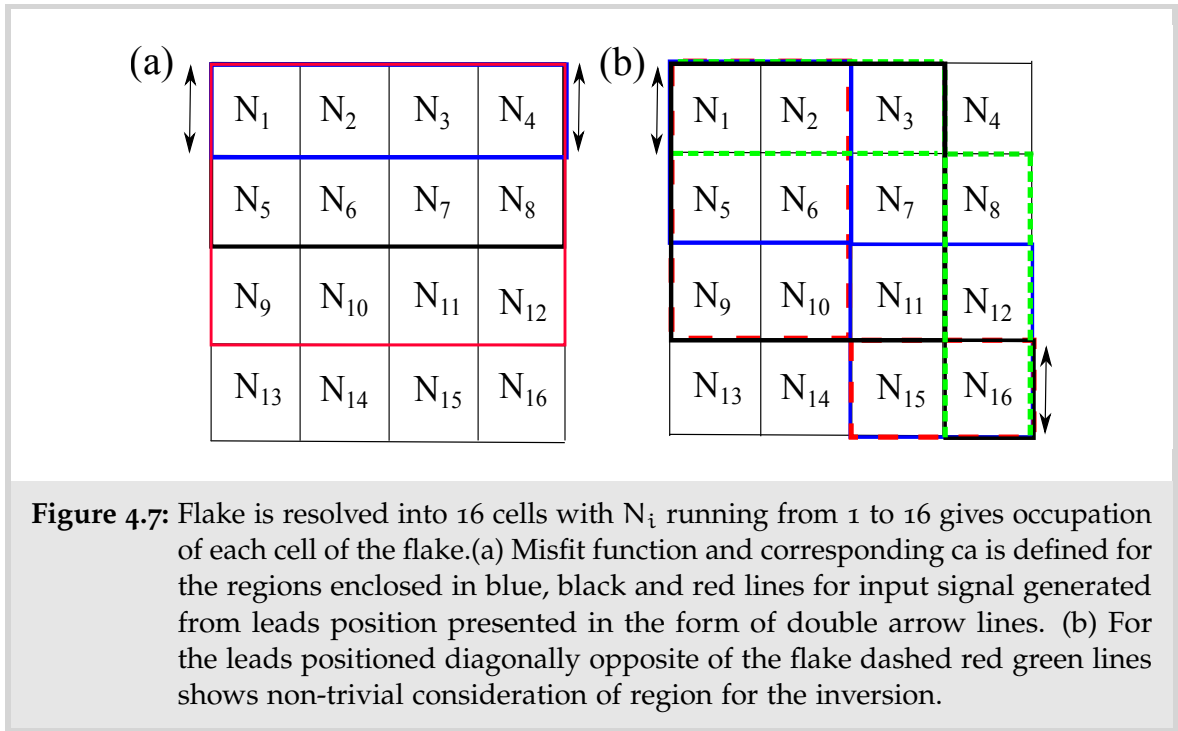 (a)
N₁ N₂ N₃ N₄
N₅ N₆ N₇ N₈
N₉ N₁₀ N₁₁ N₁₂
N₁₃ N₁₄ N₁₅ N₁₆
(b)
N₁ N₂ N₃ N₄
N₅ N₆ N₇ N₈
N₉ N₁₀ N₁₁ N₁₂
N₁₃ N₁₄ N₁₅ N₁₆
Figure 4.7: Flake is resolved into 16 cells with Nᵢ running from 1 to 16 gives occupation
of each cell of the flake.(a) Misfit function and corresponding ca is defined for
the regions enclosed in blue, black and red lines for input signal generated
from leads position presented in the form of double arrow lines. (b) For
the leads positioned diagonally opposite of the flake dashed red green lines
shows non-trivial consideration of region for the inversion.